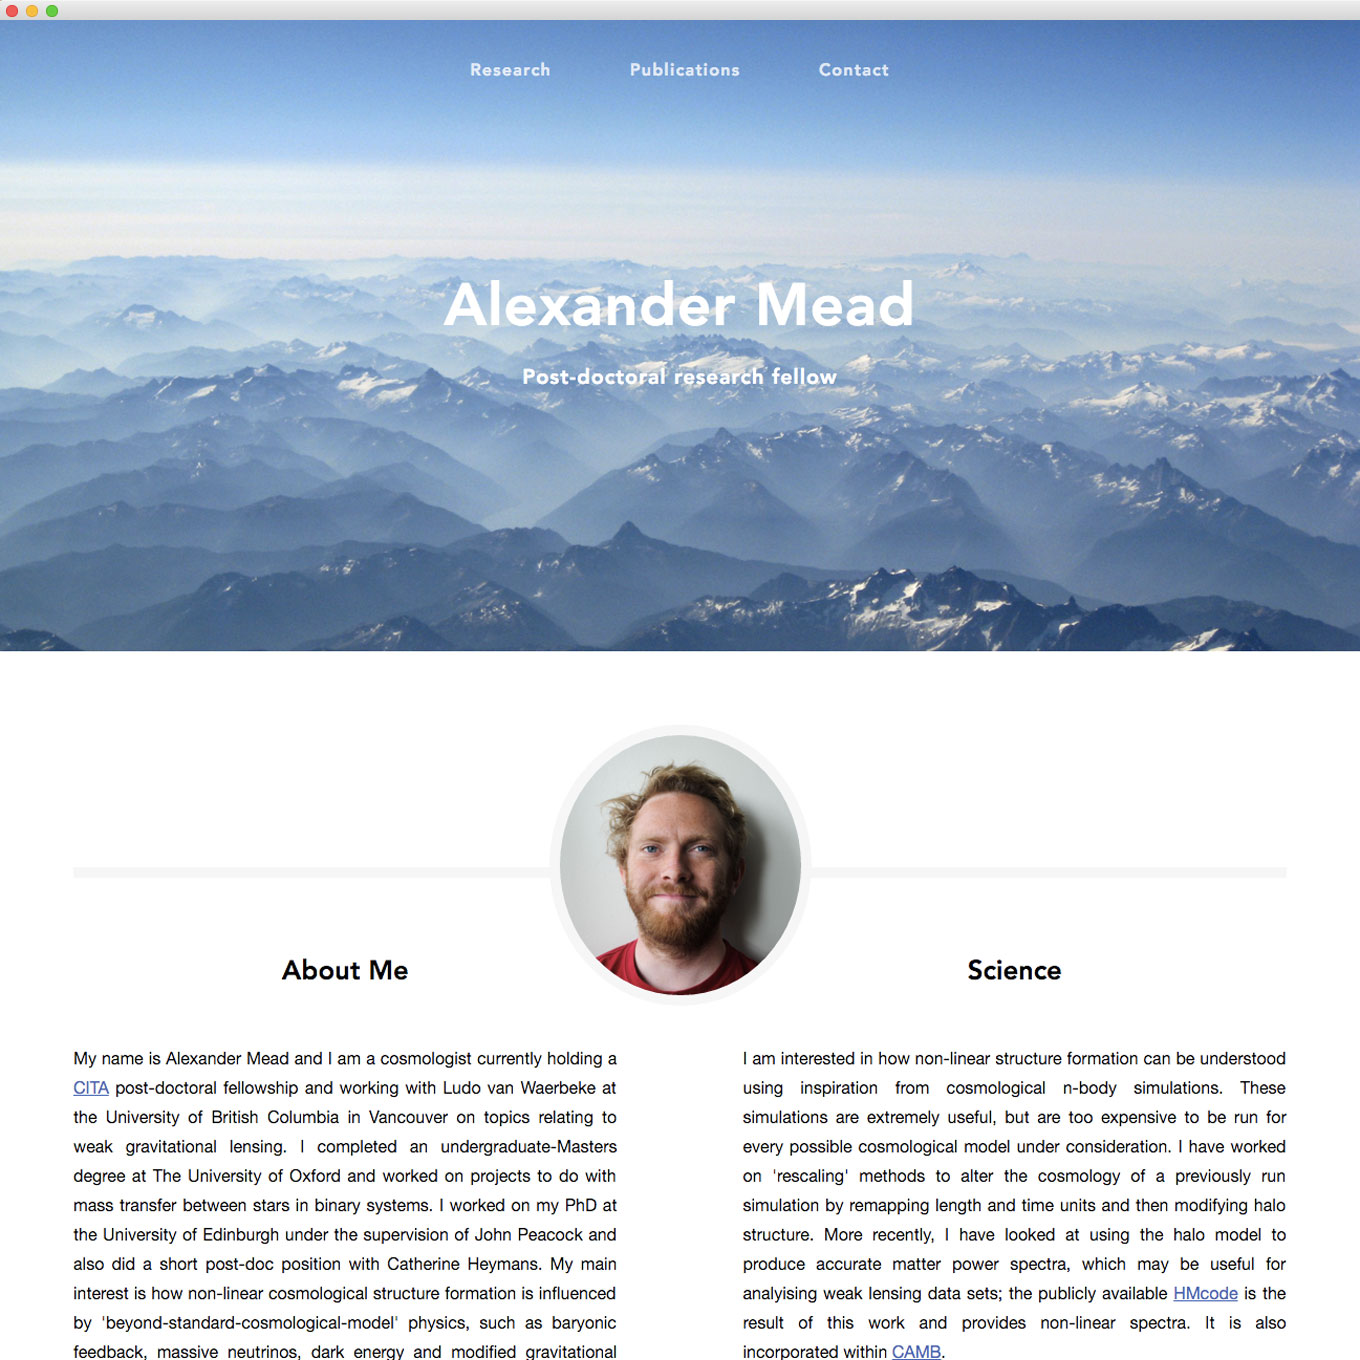 Research Publications Contact
Alexander Mead
Post-doctoral research fellow
About Me
My name is Alexander Mead and I am a cosmologist currently holding a
CITA post-doctoral fellowship and working with Ludo van Waerbeke at
the University of British Columbia in Vancouver on topics relating to
weak gravitational lensing. I completed an undergraduate-Masters
degree at The University of Oxford and worked on projects to do with
mass transfer between stars in binary systems. I worked on my PhD at
the University of Edinburgh under the supervision of John Peacock and
also did a short post-doc position with Catherine Heymans. My main
interest is how non-linear cosmological structure formation is influenced
by 'beyond-standard-cosmological-model' physics, such as baryonic
feedback, massive neutrinos, dark energy and modified gravitational
Science
I am interested in how non-linear structure formation can be understood
using inspiration from cosmological n-body simulations. These
simulations are extremely useful, but are too expensive to be run for
every possible cosmological model under consideration. I have worked
on 'rescaling' methods to alter the cosmology of a previously run
simulation by remapping length and time units and then modifying halo
structure. More recently, I have looked at using the halo model to
produce accurate matter power spectra, which may be useful for
analysing weak lensing data sets; the publicly available HMcode is the
result of this work and provides non-linear spectra. It is also
incorporated within CAMB.